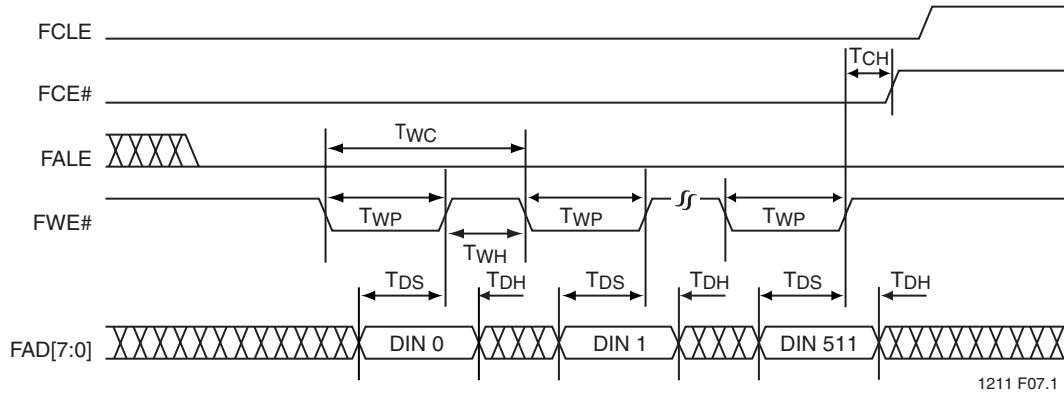 FCLE
TCH
FCE#
TWC
FALE
TWP TWP TWP
FWE#
TWH
TDS TDH TDS TDH TDS TDH
FAD[7:0] DIN 0 DIN 1 DIN 511
1211 F07.1